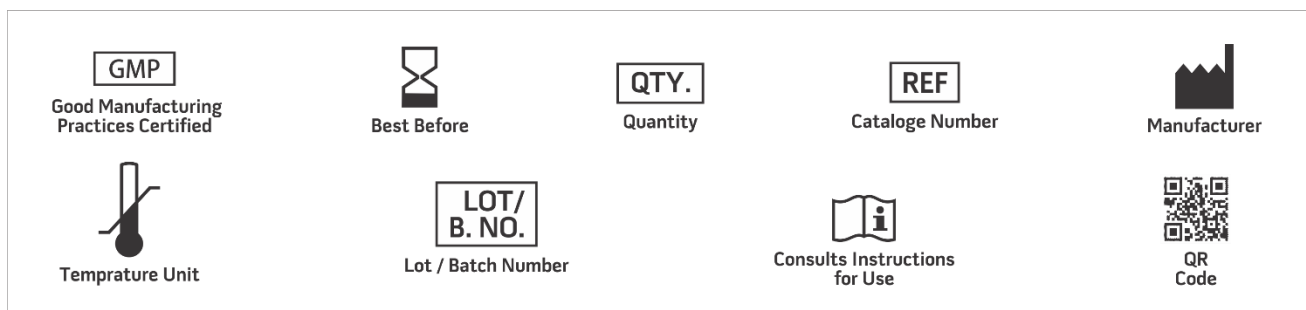 GMP
Good Manufacturing
Practices Certified
Best Before
QTY.
Quantity
REF
Cataloge Number
Manufacturer
Temprature Unit
LOT/
B. NO.
Lot / Batch Number
i
Consults Instructions
for Use
QR
Code